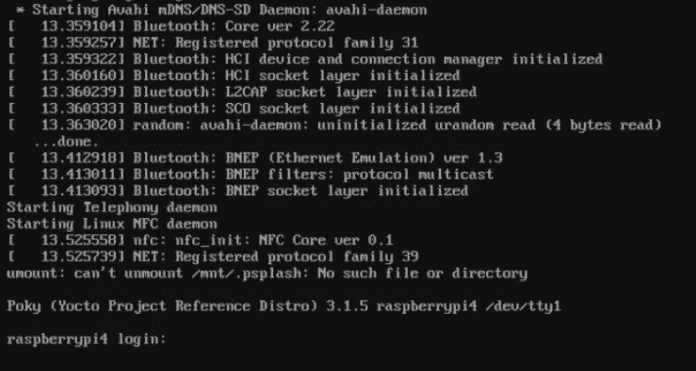 * Starting Avahi mDNS/DNS-SD Daemon: avahi-daemon
[   13.359104] Bluetooth: Core ver 2.22
[   13.359257] NET: Registered protocol family 31
[   13.359322] Bluetooth: HCI device and connection manager initialized
[   13.360160] Bluetooth: HCI socket layer initialized
[   13.360239] Bluetooth: L2CAP socket layer initialized
[   13.360333] Bluetooth: SCO socket layer initialized
[   13.363020] random: avahi-daemon: uninitialized urandom read (4 bytes read)
...done.
[   13.412918] Bluetooth: BNEP (Ethernet Emulation) ver 1.3
[   13.413011] Bluetooth: BNEP filters: protocol multicast
[   13.413093] Bluetooth: BNEP socket layer initialized
Starting Telephony daemon
Starting Linux NFC daemon
[   13.525558] nfc: nfc_init: NFC Core ver 0.1
[   13.525739] NET: Registered protocol family 39
umount: can't unmount /mnt/.psplash: No such file or directory
Poky (Yocto Project Reference Distro) 3.1.5 raspberrypi4 /dev/tty1
raspberrypi4 login: